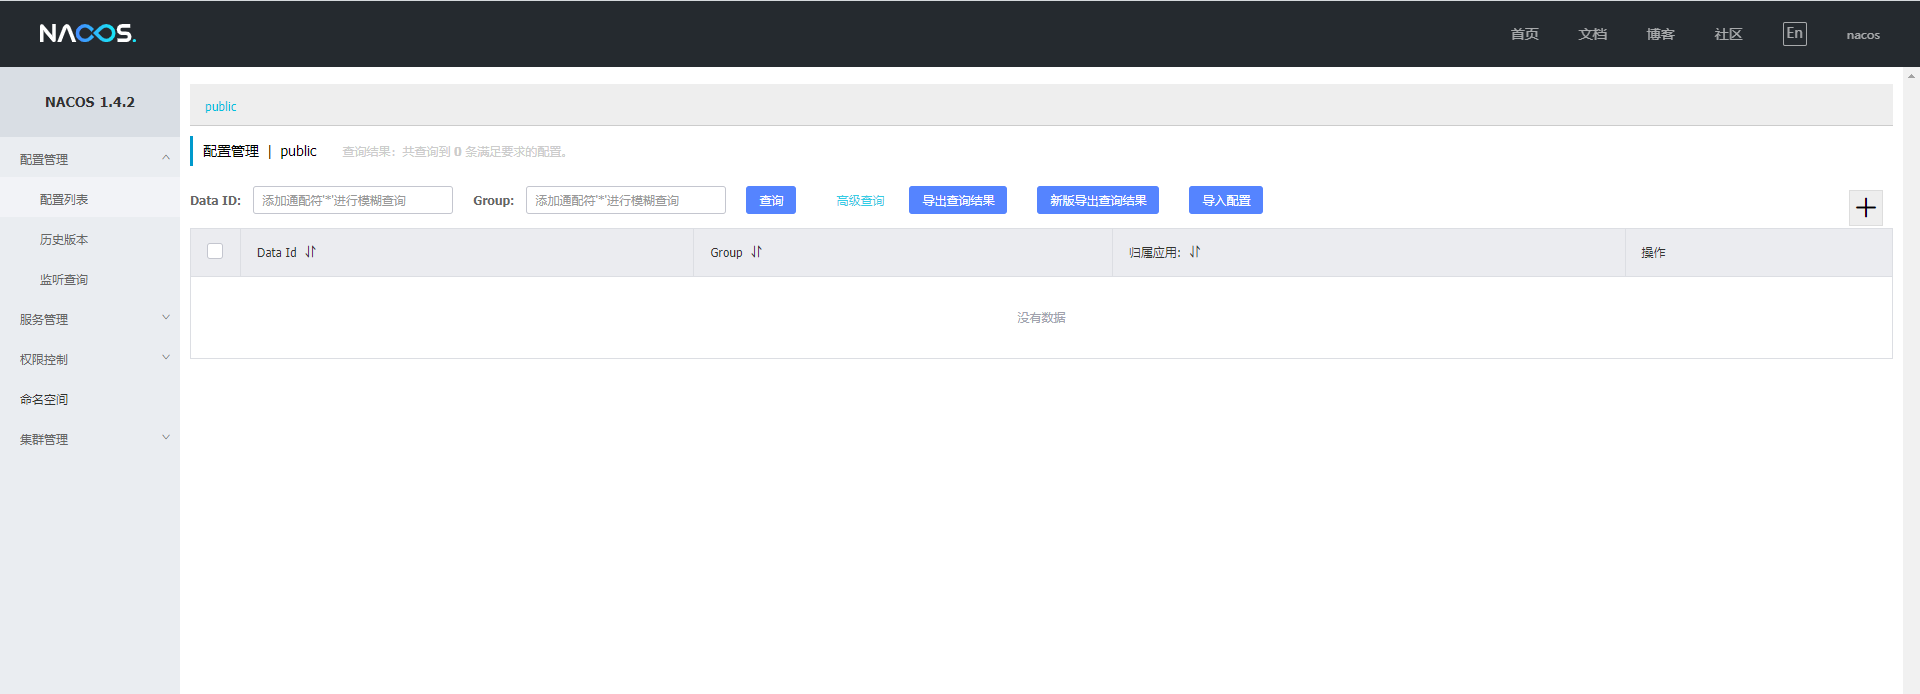 NACOS.
首页 文档 博客 社区 En nacos
NACOS 1.4.2
配置管理
配置列表
历史版本
监听查询
服务管理
权限控制
命名空间
集群管理
public
配置管理 | public 查询结果：共查询到 0 条满足要求的配置。
Data ID: 添加通配符'*'进行模糊查询 Group: 添加通配符'*'进行模糊查询 查询 高级查询 导出查询结果 新版导出查询结果 导入配置
Data Id Group 归属应用: 操作
没有数据